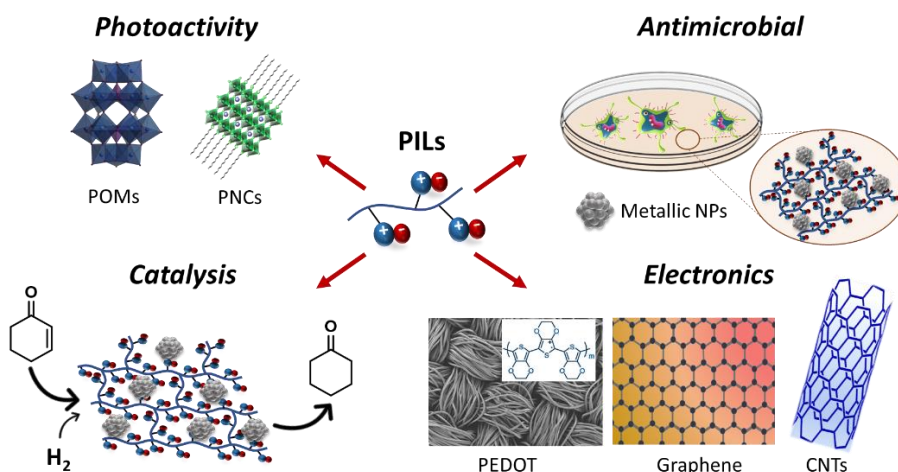 Photoactivity
Antimicrobial
PILs
POMs
PNCs
Metallic NPs
Catalysis
Electronics
O
O
H₂
O O
S S
S
O O
O O
m
PEDOT
Graphene
CNTs